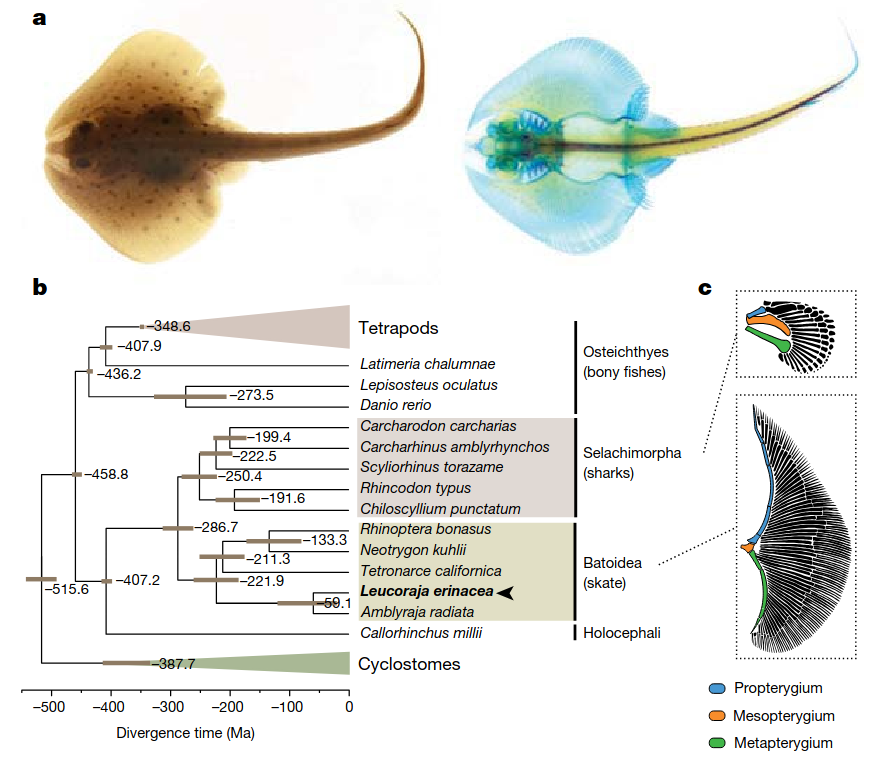 a
b
c
−348.6
Tetrapods
−407.9
Latimeria chalumnae
−436.2
Lepisosteus oculatus
−273.5
Danio rerio
Osteichthyes
(bony fishes)
Carcharodon carcharias
−199.4
Carcharhinus amblyrhynchos
−222.5
Scyliorhinus torazame
−250.4
Rhincodon typus
−191.6
Chiloscyllium punctatum
Selachimorpha
(sharks)
−458.8
−286.7
Rhinoptera bonasus
−133.3
Neotrygon kuhlii
−211.3
Tetronarce californica
−221.9
Leucoraja erinacea
−59.1
Amblyraja radiata
Batoidea
(skate)
−407.2
−515.6
Callorhinchus millii
Holocephali
−387.7
Cyclostomes
−500 −400 −300 −200 −100 0
Divergence time (Ma)
Propterygium
Mesopterygium
Metapterygium